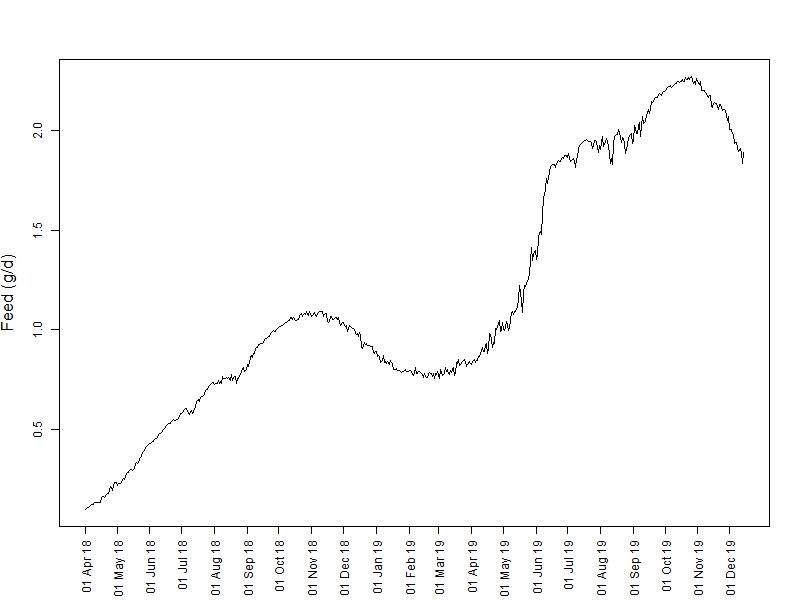 Feed (g/d)
2.0
1.5
1.0
0.5
01 Apr 18
01 May 18
01 Jun 18
01 Jul 18
01 Aug 18
01 Sep 18
01 Oct 18
01 Nov 18
01 Dec 18
01 Jan 19
01 Feb 19
01 Mar 19
01 Apr 19
01 May 19
01 Jun 19
01 Jul 19
01 Aug 19
01 Sep 19
01 Oct 19
01 Nov 19
01 Dec 19